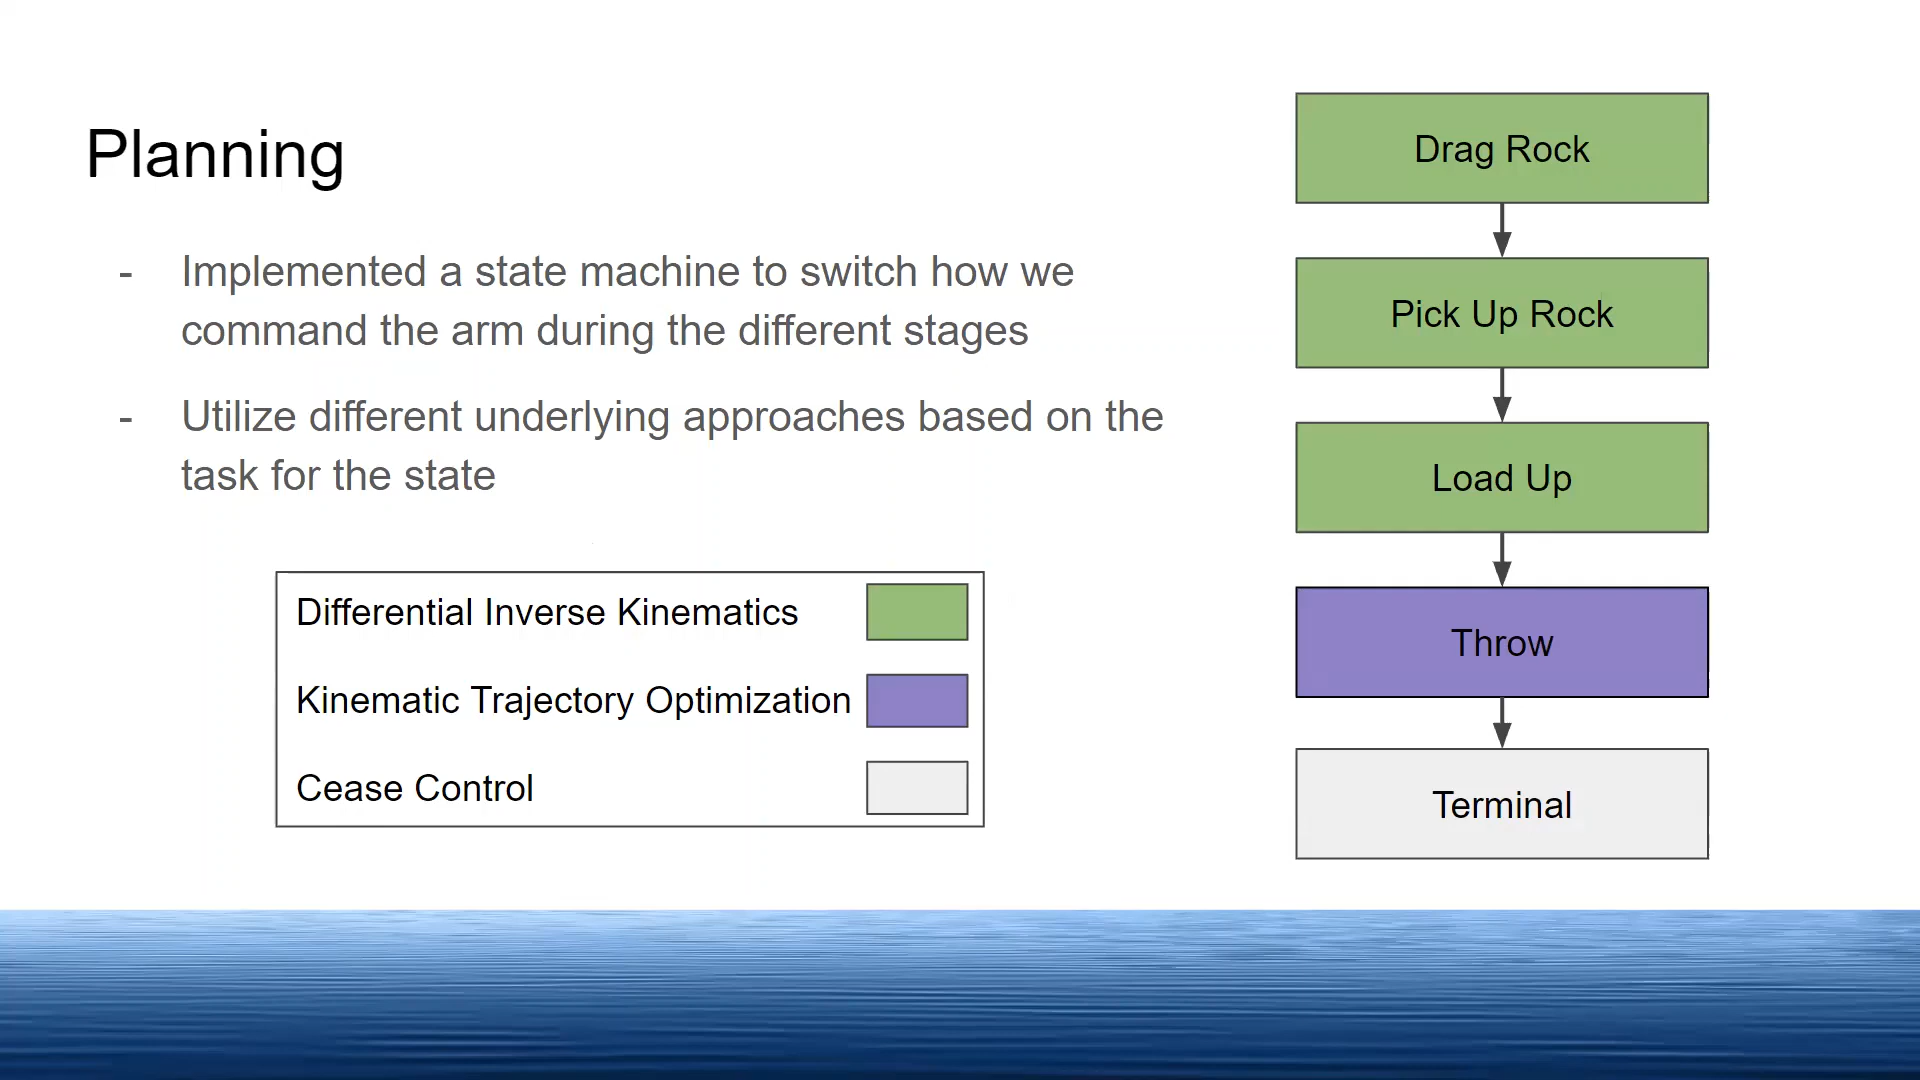 Planning
- Implemented a state machine to switch how we
command the arm during the different stages
- Utilize different underlying approaches based on the
task for the state
Differential Inverse Kinematics
Kinematic Trajectory Optimization
Cease Control
Drag Rock
Pick Up Rock
Load Up
Throw
Terminal